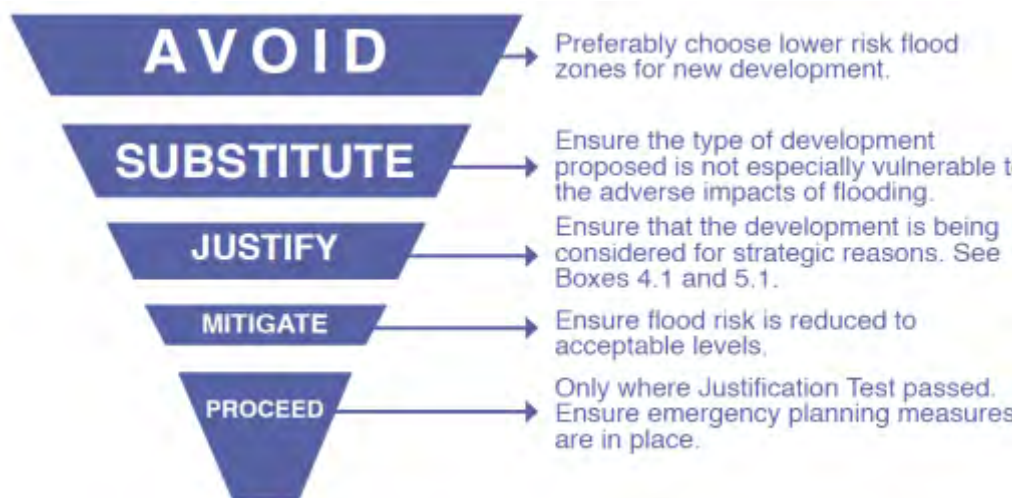 AVOID
Preferably choose lower risk flood
zones for new development.
SUBSTITUTE
Ensure the type of development
proposed is not especially vulnerable t
the adverse impacts of flooding.
JUSTIFY
Ensure that the development is being
considered for strategic reasons. See
Boxes 4.1 and 5.1.
MITIGATE
Ensure flood risk is reduced to
acceptable levels.
PROCEED
Only where Justification Test passed.
Ensure emergency planning measures
are in place.